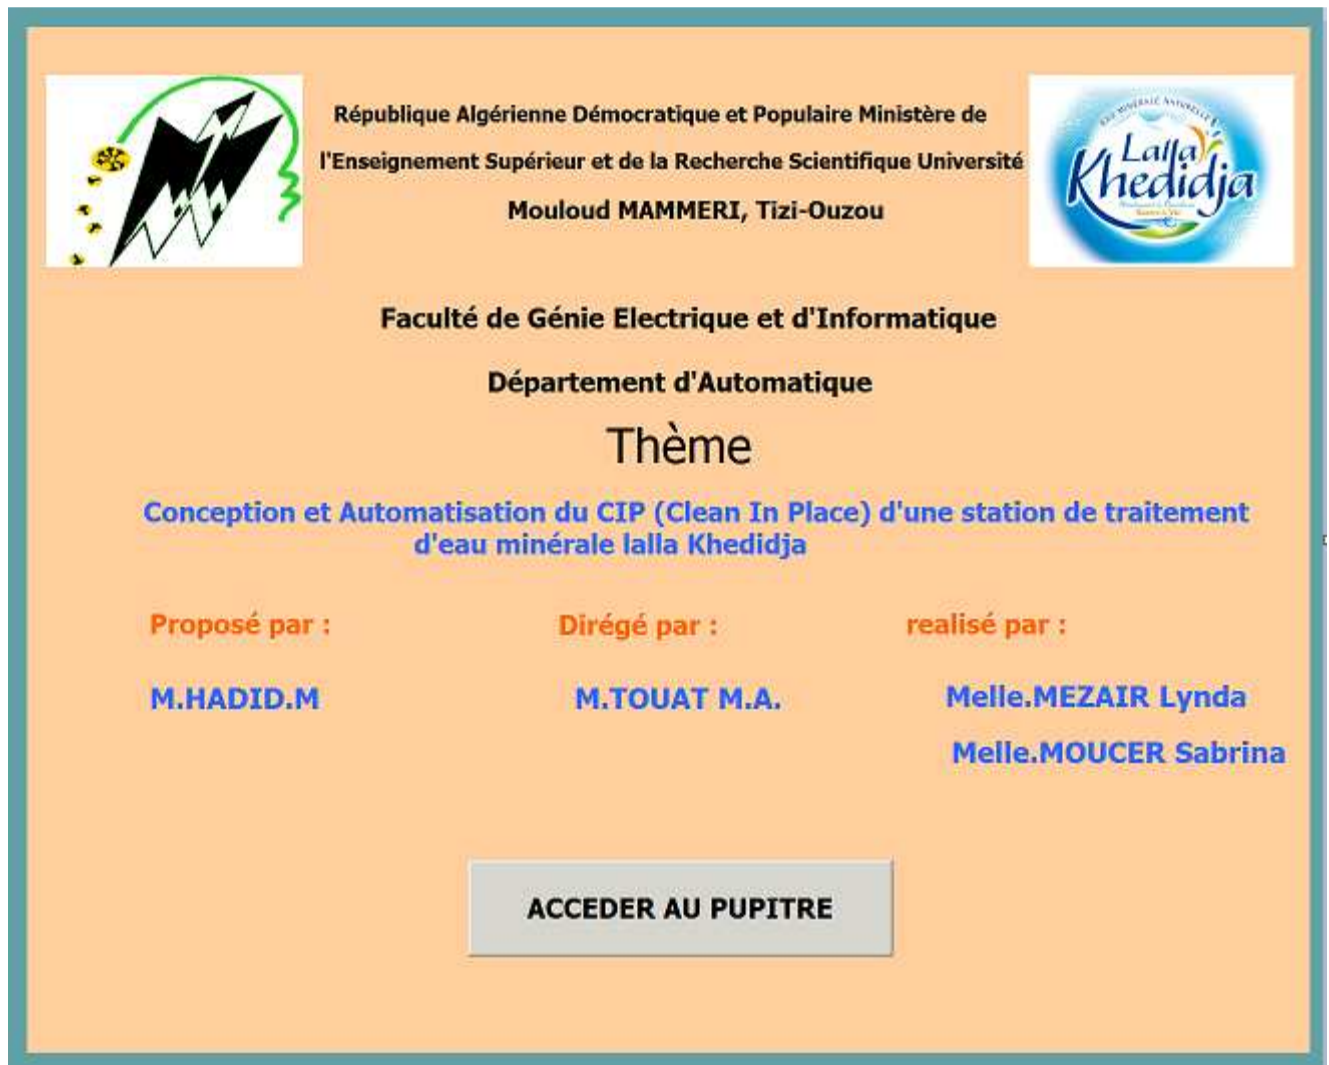 République Algérienne Démocratique et Populaire Ministère de
l'Enseignement Supérieur et de la Recherche Scientifique Université
Mouloud MAMMERI, Tizi-Ouzou
EAU MINÉRALE NATURELLE
Lalla
Khedidja
Faculté de Génie Electrique et d'Informatique
Département d'Automatique
Thème
Conception et Automatisation du CIP (Clean In Place) d'une station de traitement
d'eau minérale lalla Khedidja
Proposé par :
Dirégé par :
realisé par :
M.HADID.M
M.TOUAT M.A.
Melle.MEZAIR Lynda
Melle.MOUCER Sabrina
ACCEDER AU PUPITRE